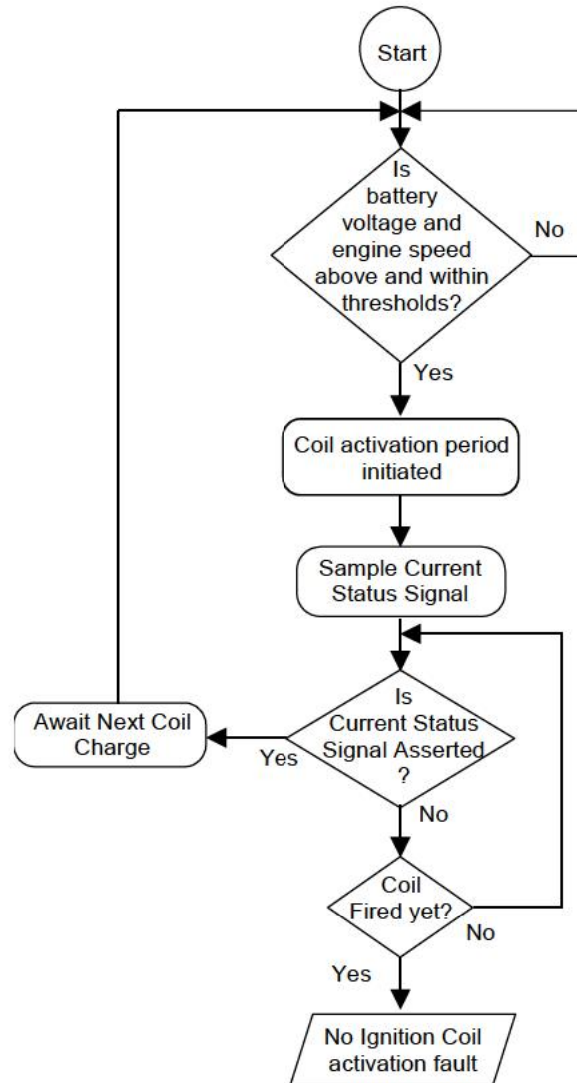 Start
Is
battery
voltage and
engine speed
above and within
thresholds?
No
Yes
Coil activation period
initiated
Sample Current
Status Signal
Is
Current Status
Signal Asserted
?
Yes
Await Next Coil
Charge
No
Coil
Fired yet?
No
Yes
No Ignition Coil
activation fault